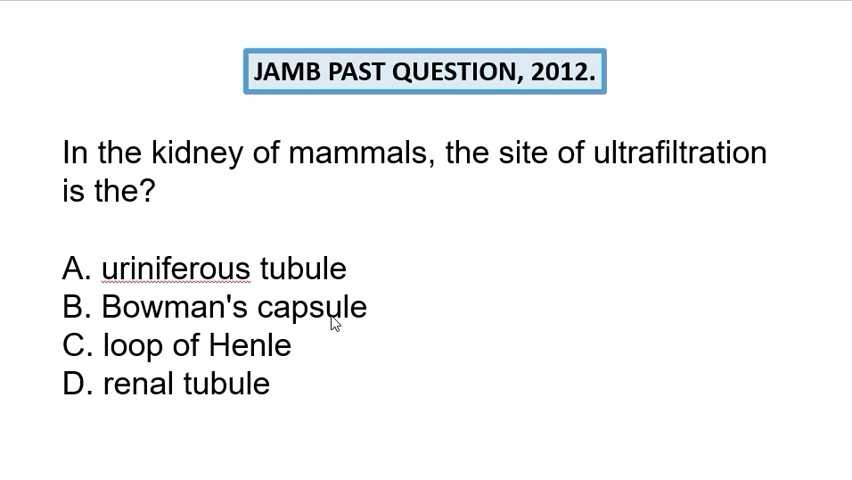 JAMB PAST QUESTION, 2012.
In the kidney of mammals, the site of ultrafiltration
is the?
A. uriniferous tubule
B. Bowman's capsule
C. loop of Henle
D. renal tubule